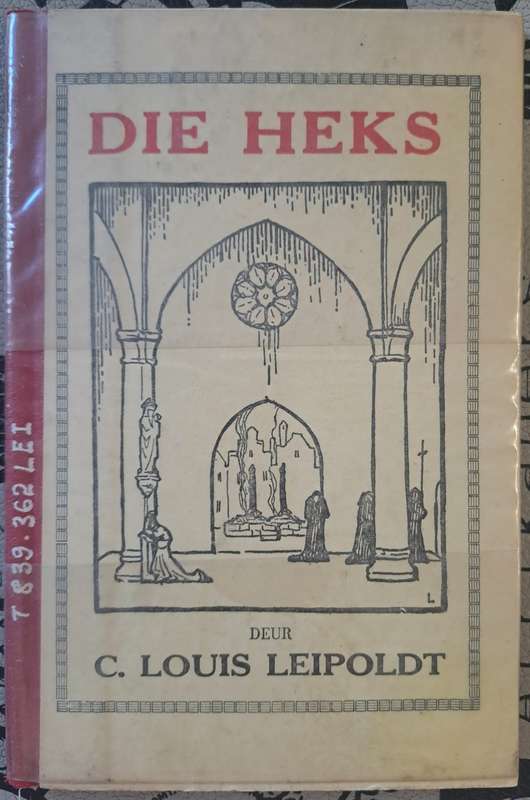 DIE HEKS
L.
DEUR
C. LOUIS LEIPOLDT
T 839.362 LEI